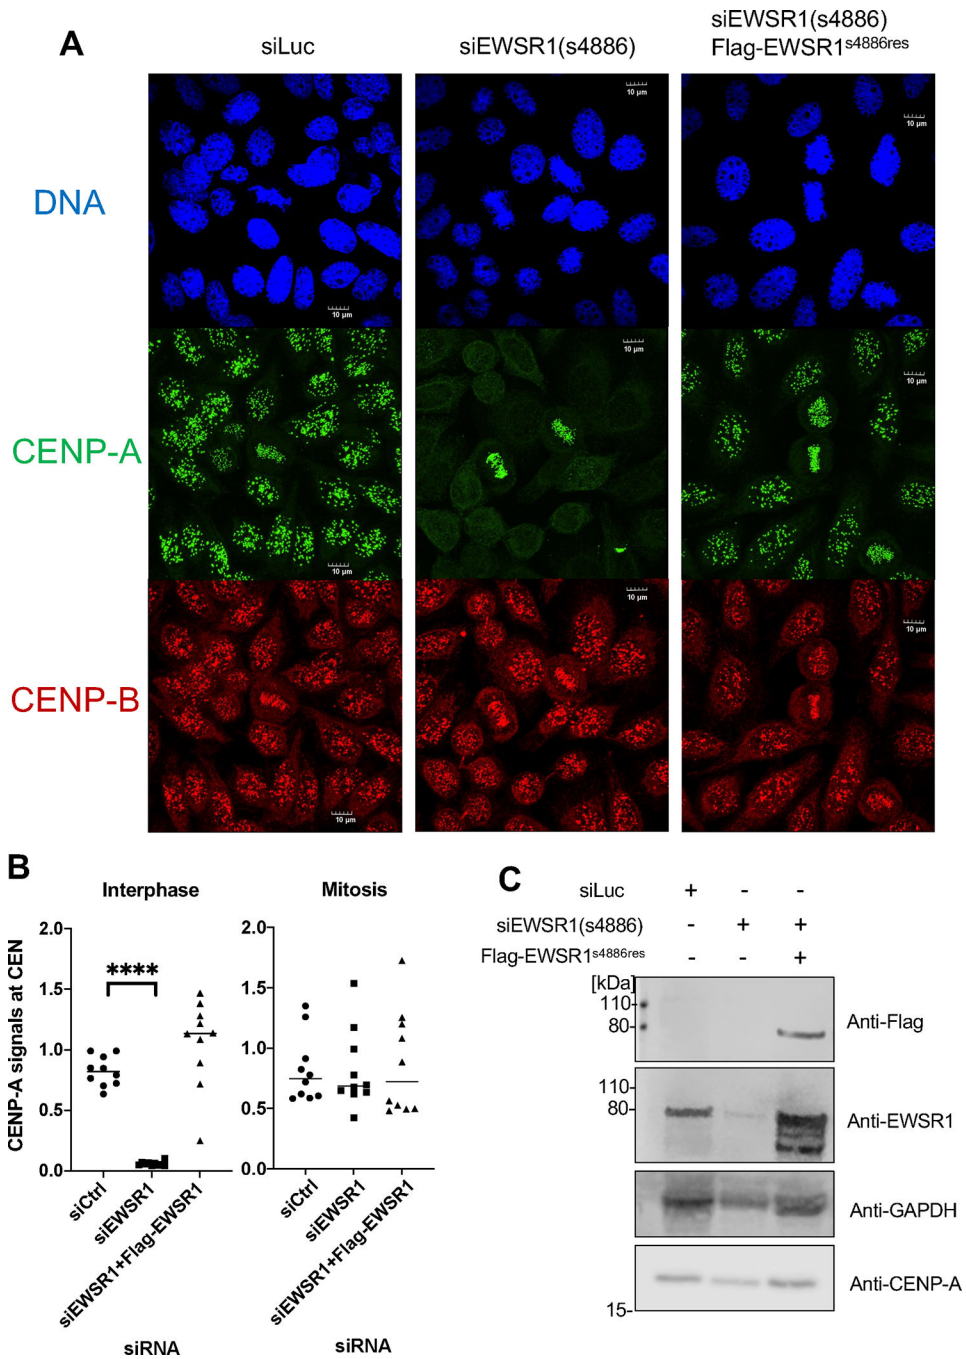 A
siLuc
siEWSR1(s4886)
siEWSR1(s4886)
Flag-EWSR1s4886res
DNA
10 µm
10 µm
10 µm
CENP-A
10 µm
10 µm
10 µm
CENP-B
10 µm
10 µm
10 µm
B
Interphase
Mitosis
CENP-A signals at CEN
2.0
1.5
1.0
0.5
0.0
****
siCtrl
siEWSR1
siEWSR1+Flag-EWSR1
2.0
1.5
1.0
0.5
0.0
siCtrl
siEWSR1
siEWSR1+Flag-EWSR1
siRNA
siRNA
C
siLuc + - -
siEWSR1(s4886) - + +
Flag-EWSR1s4886res - - +
[kDa]
110-
80-
Anti-Flag
110
80-
Anti-EWSR1
Anti-GAPDH
Anti-CENP-A
15-